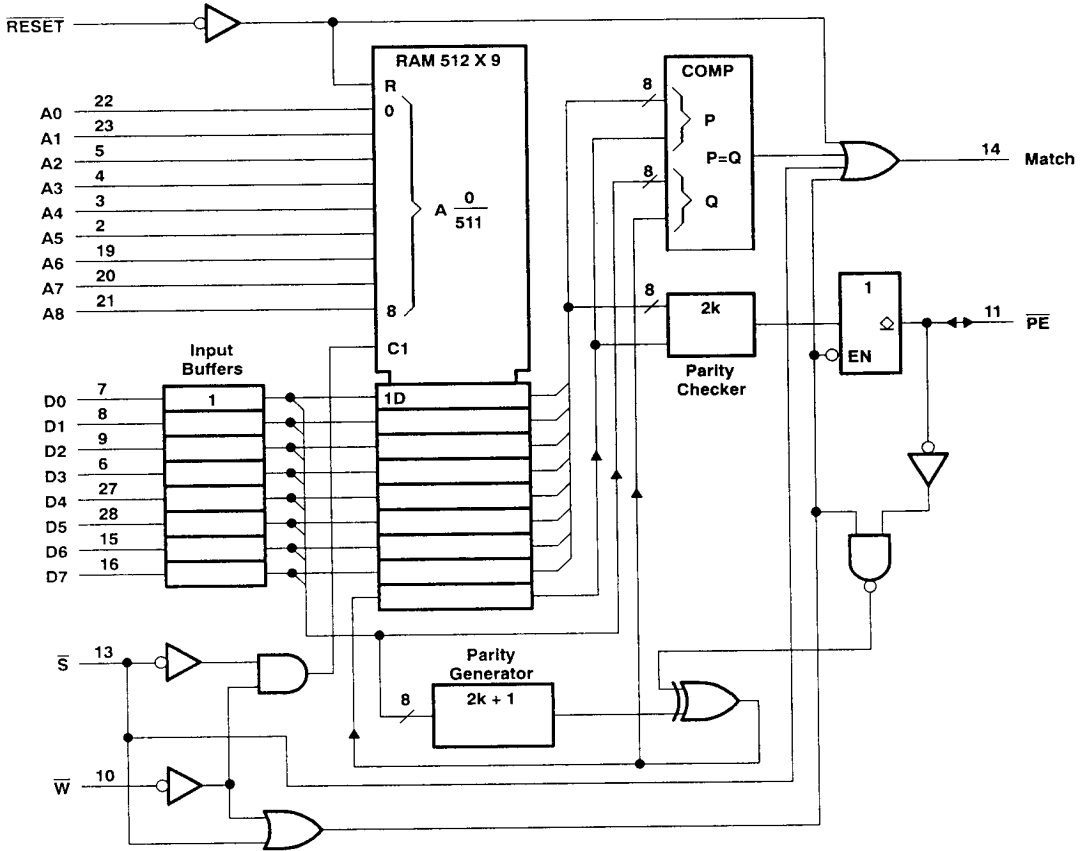 RESET
RAM 512 X 9
R
0
A 0/511
8
C1
A0 22
A1 23
A2 5
A3 4
A4 3
A5 2
A6 19
A7 20
A8 21
COMP
8
P
P=Q
8
Q
14 Match
8
2k
Parity
Checker
1
EN
11 PE
Input
Buffers
1
1D
D0 7
D1 8
D2 9
D3 6
D4 27
D5 28
D6 15
D7 16
S 13
Parity
Generator
8
2k + 1
W 10